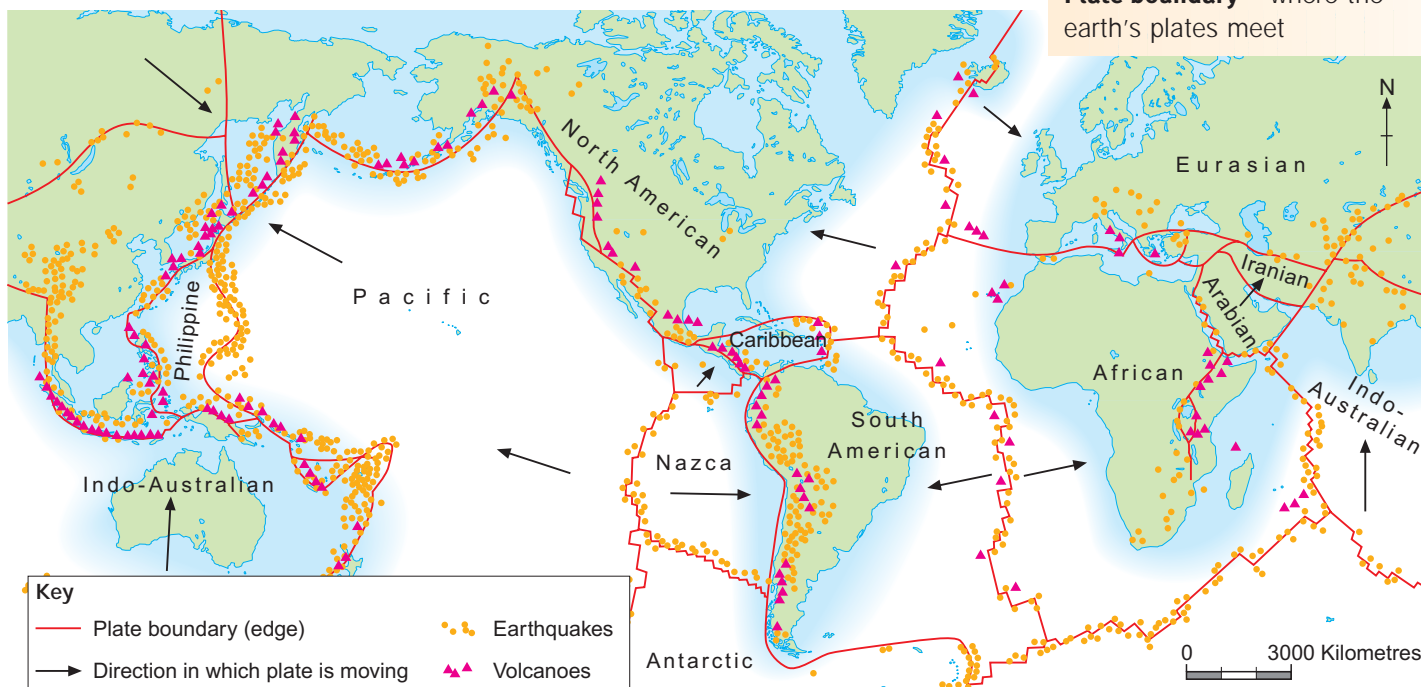 Plate boundary – where the
earth's plates meet
N
North American
Eurasian
Pacific
Philippine
Iranian
Arabian
Caribbean
African
Indo-
Australian
South
American
Nazca
Indo-Australian
Antarctic
Key
Plate boundary (edge)
Earthquakes
Direction in which plate is moving
Volcanoes
0 3000 Kilometres